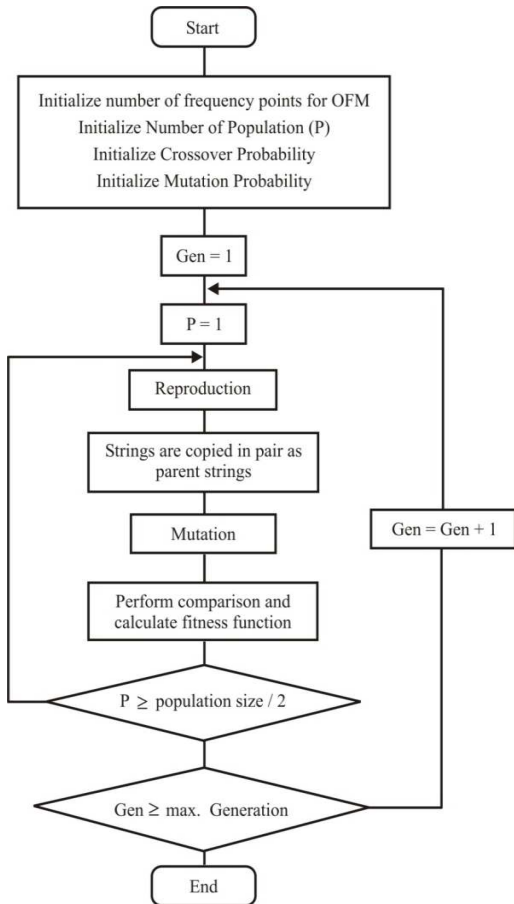 Start
Initialize number of frequency points for OFM
Initialize Number of Population (P)
Initialize Crossover Probability
Initialize Mutation Probability
Gen = 1
P = 1
Reproduction
Strings are copied in pair as
parent strings
Mutation
Gen = Gen + 1
Perform comparison and
calculate fitness function
P ≥ population size / 2
Gen ≥ max. Generation
End